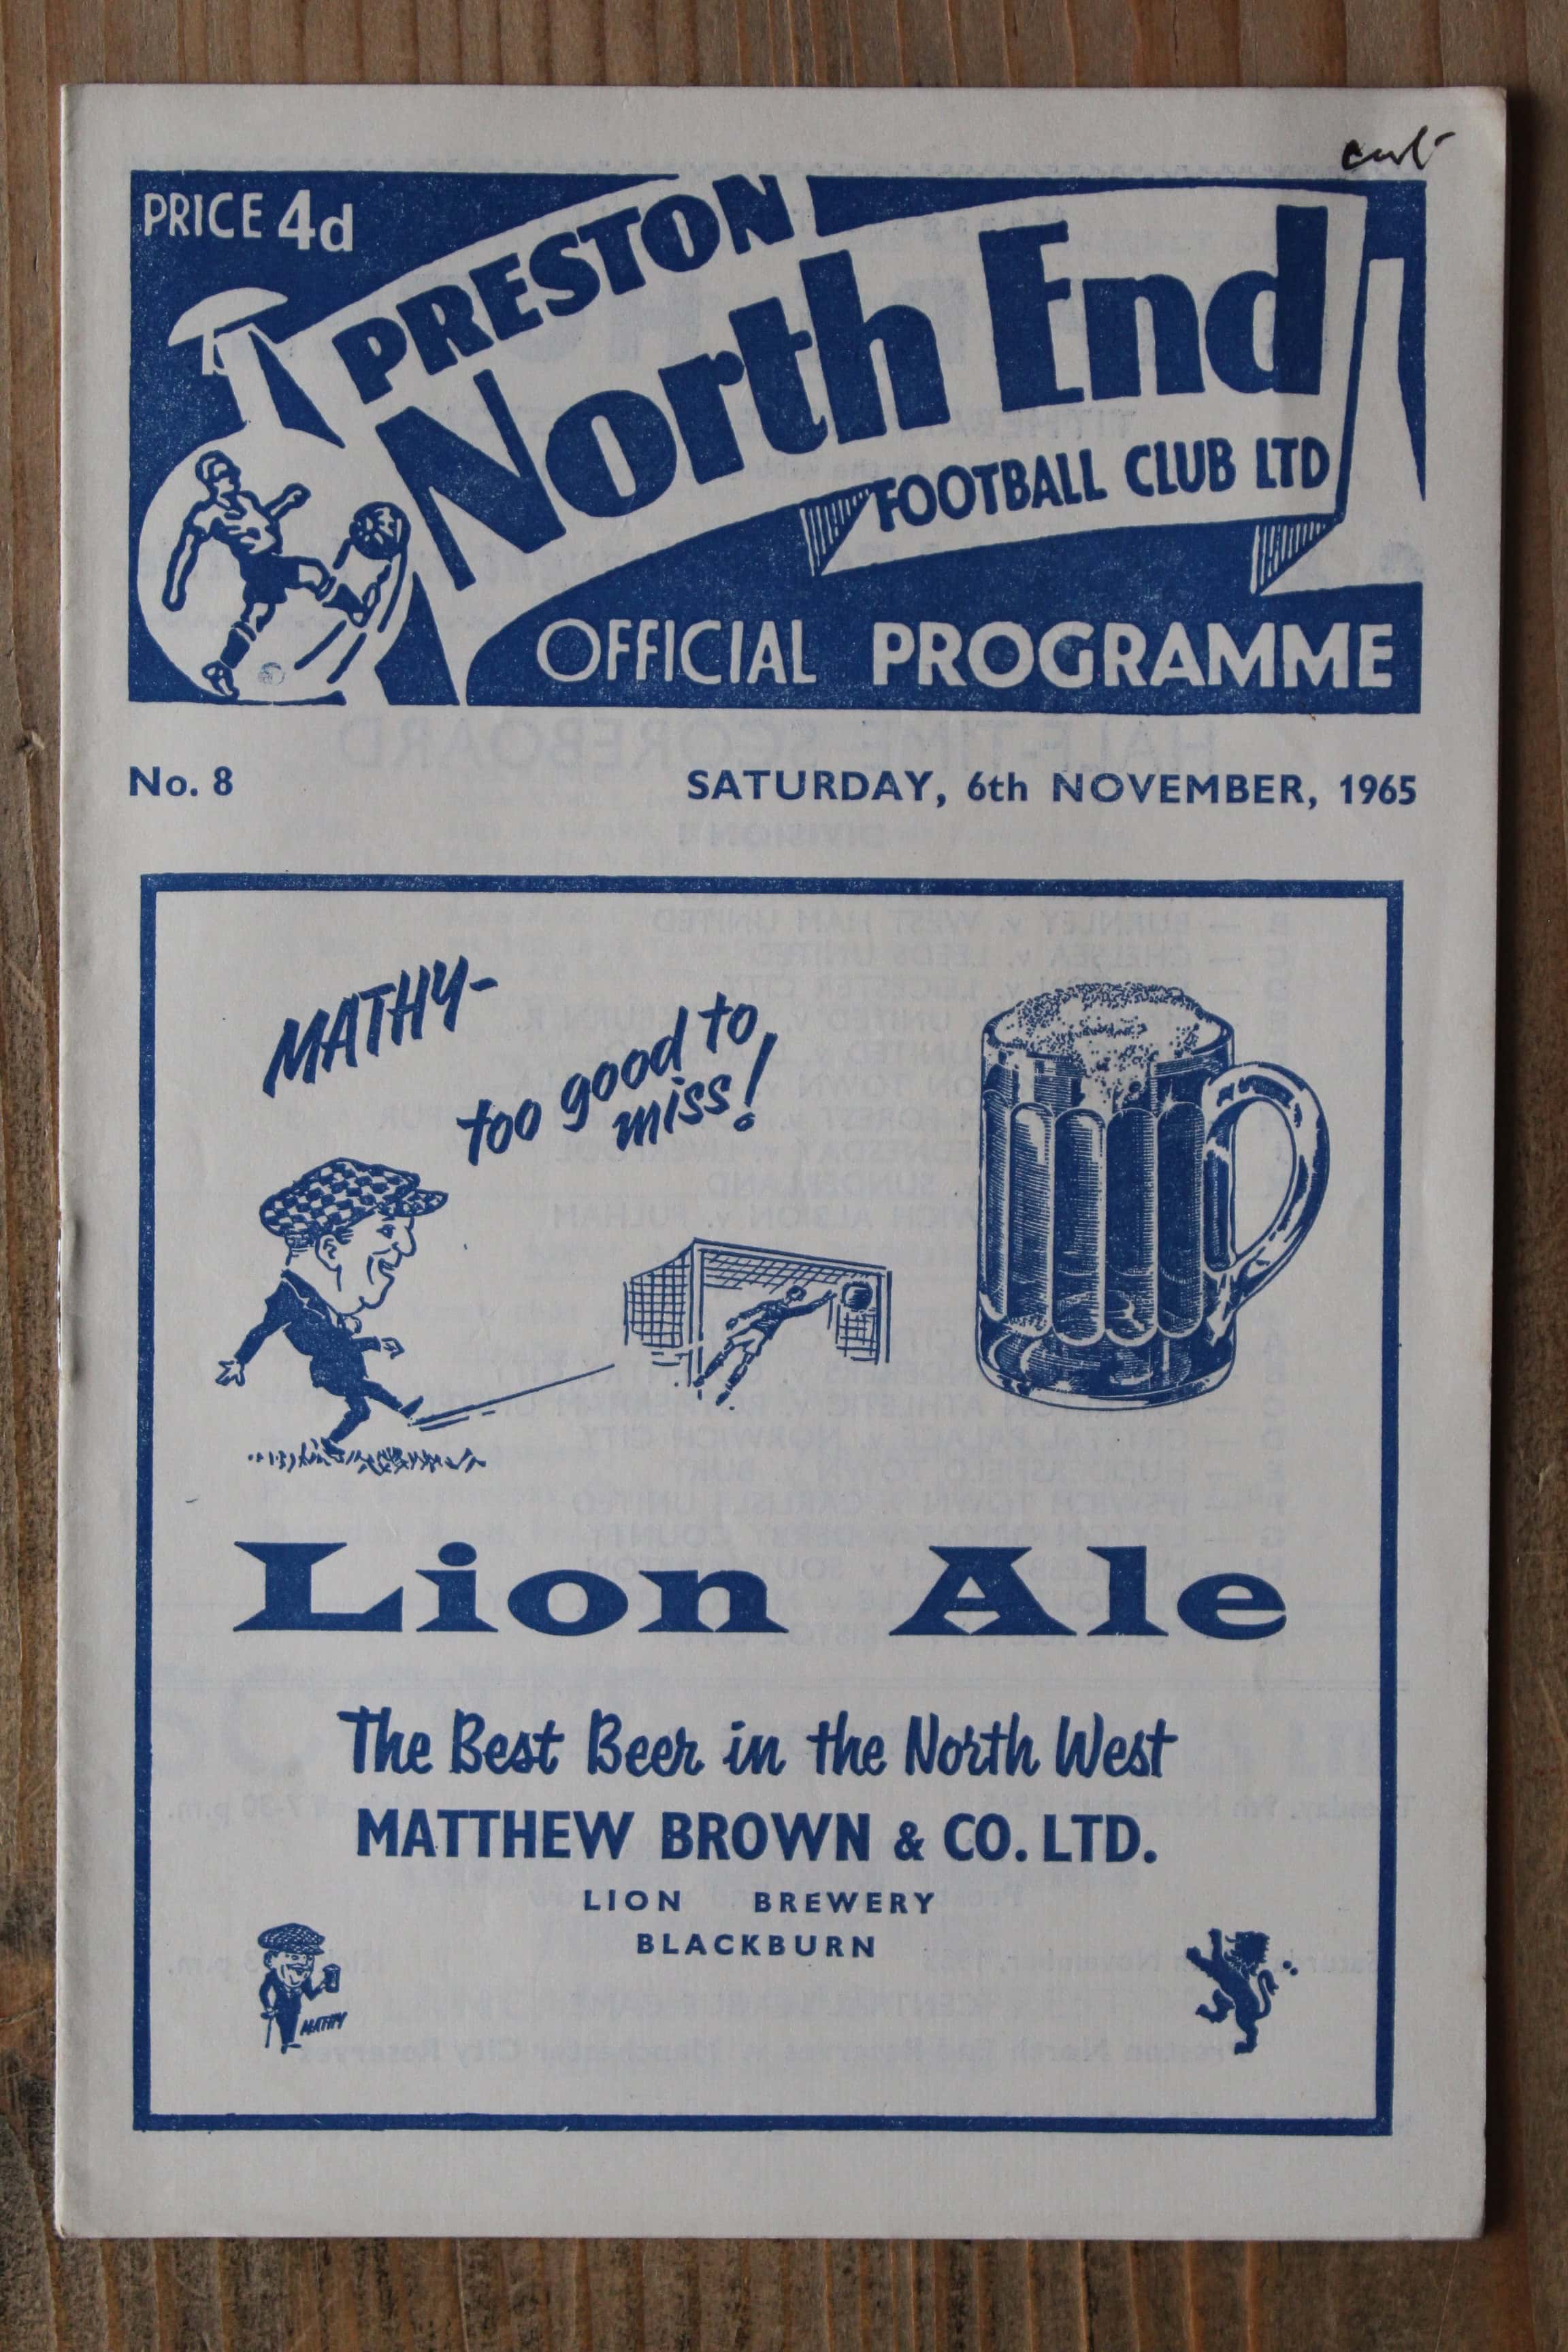 PRICE 4d
PRESTON
North End
FOOTBALL CLUB LTD
OFFICIAL PROGRAMME
No. 8 SATURDAY, 6th NOVEMBER, 1965
MATHY-
too good to
miss!
Lion Ale
The Best Beer in the North West
MATTHEW BROWN & CO. LTD.
LION BREWERY
BLACKBURN
MATHY